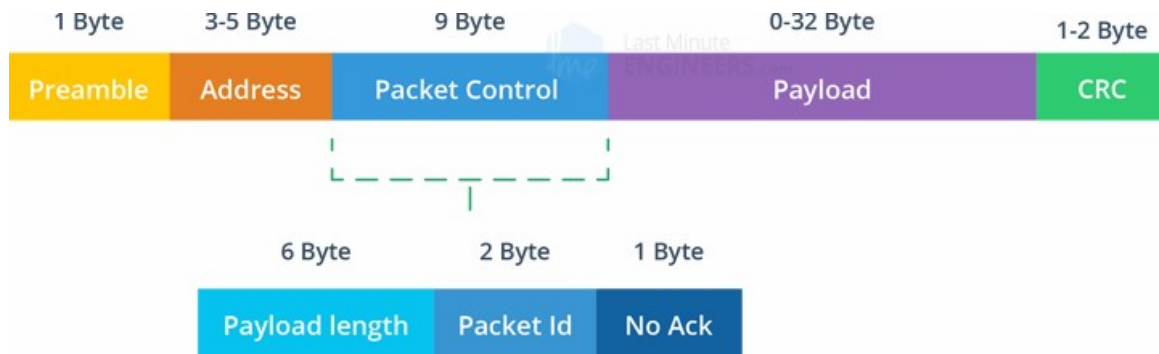 1 Byte 3-5 Byte 9 Byte 0-32 Byte 1-2 Byte
Last Minute
ENGINEERS.com
Preamble Address Packet Control Payload CRC
6 Byte 2 Byte 1 Byte
Payload length Packet Id No Ack